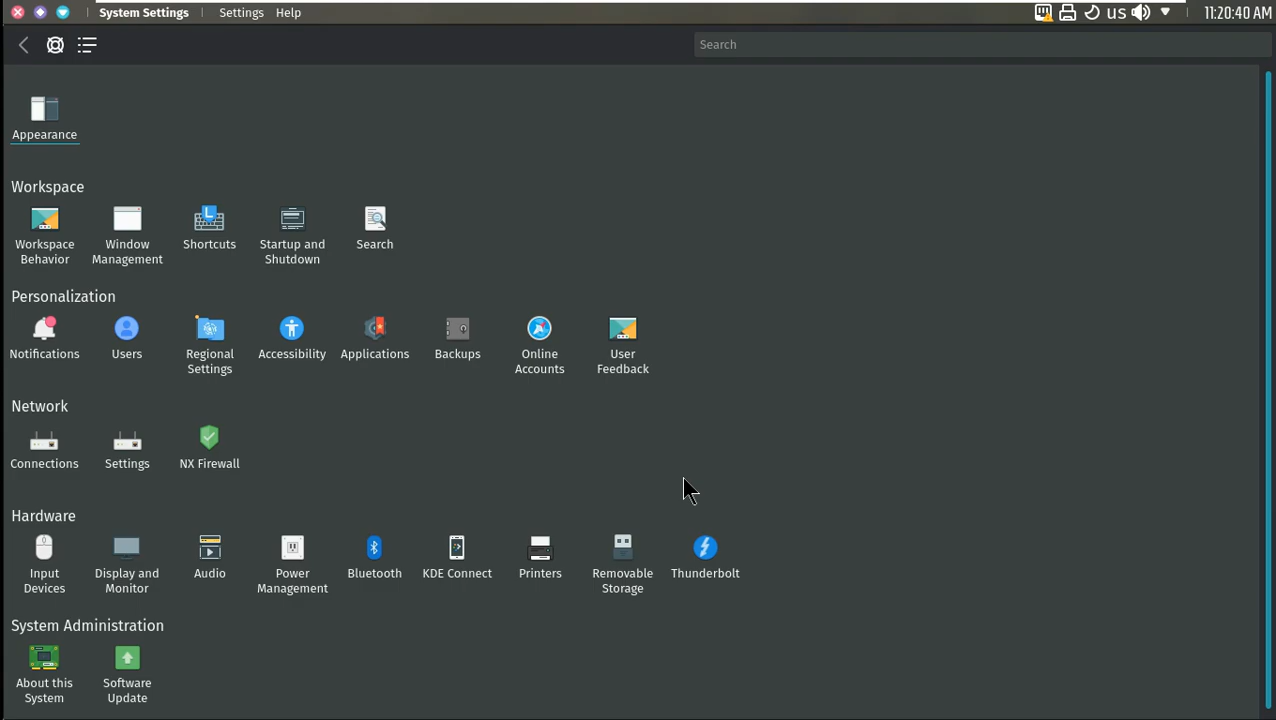 System Settings Settings Help us 11:20:40 AM
Search
Appearance
Workspace
Workspace Behavior
Window Management
Shortcuts
Startup and Shutdown
Search
Personalization
Notifications
Users
Regional Settings
Accessibility
Applications
Backups
Online Accounts
User Feedback
Network
Connections
Settings
NX Firewall
Hardware
Input Devices
Display and Monitor
Audio
Power Management
Bluetooth
KDE Connect
Printers
Removable Storage
Thunderbolt
System Administration
About this System
Software Update